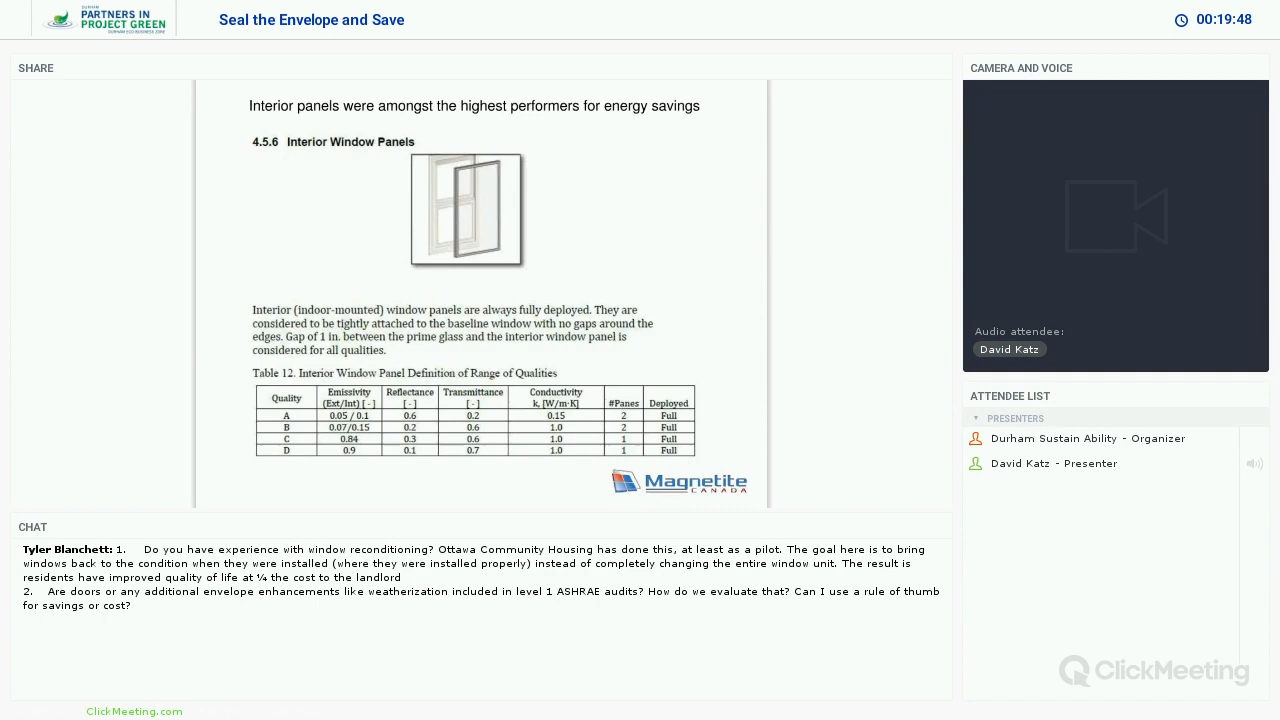 DURHAM
PARTNERS IN
PROJECT GREEN
DURHAM ECO-BUSINESS ZONE
Seal the Envelope and Save
00:19:48
SHARE
Interior panels were amongst the highest performers for energy savings
4.5.6 Interior Window Panels
Interior (indoor-mounted) window panels are always fully deployed. They are
considered to be tightly attached to the baseline window with no gaps around the
edges. Gap of 1 in. between the prime glass and the interior window panel is
considered for all qualities.
Table 12. Interior Window Panel Definition of Range of Qualities
Quality Emissivity (Ext/Int) [ - ] Reflectance [ - ] Transmittance [ - ] Conductivity k, [W/m·K] #Panes Deployed
A 0.05 / 0.1 0.6 0.2 0.15 2 Full
B 0.07/0.15 0.2 0.6 1.0 2 Full
C 0.84 0.3 0.6 1.0 1 Full
D 0.9 0.1 0.7 1.0 1 Full
Magnetite
CANADA
CAMERA AND VOICE
Audio attendee:
David Katz
ATTENDEE LIST
PRESENTERS
Durham Sustain Ability - Organizer
David Katz - Presenter
CHAT
Tyler Blanchett: 1. Do you have experience with window reconditioning? Ottawa Community Housing has done this, at least as a pilot. The goal here is to bring
windows back to the condition when they were installed (where they were installed properly) instead of completely changing the entire window unit. The result is
residents have improved quality of life at ¼ the cost to the landlord
2. Are doors or any additional envelope enhancements like weatherization included in level 1 ASHRAE audits? How do we evaluate that? Can I use a rule of thumb
for savings or cost?
ClickMeeting
ClickMeeting.com